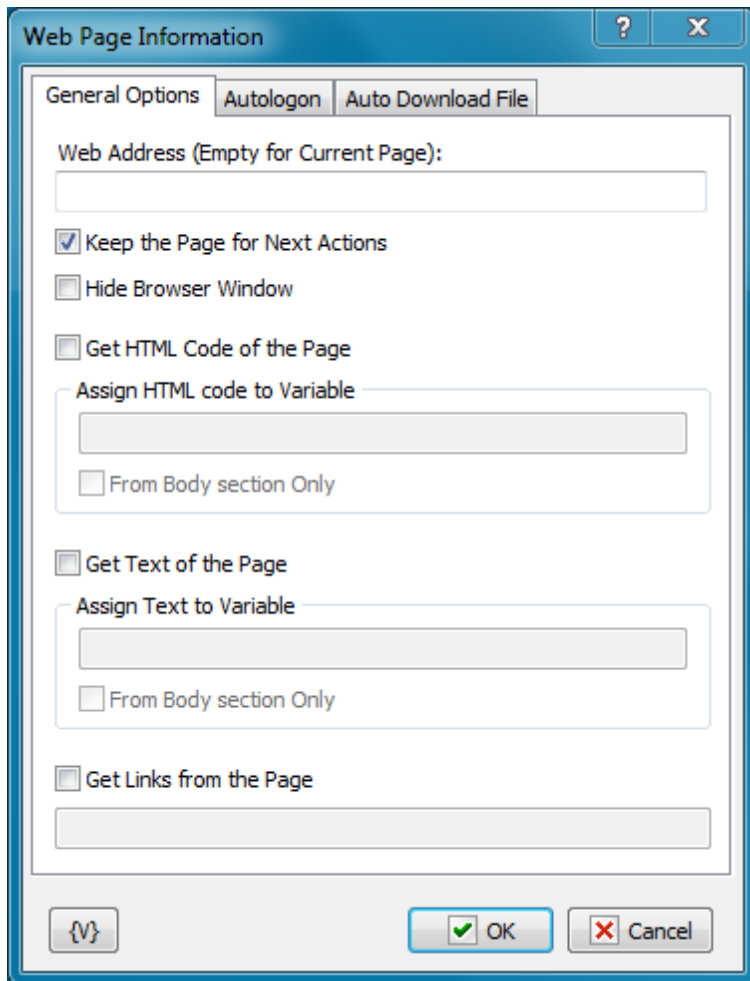 Web Page Information
General Options Autologon Auto Download File
Web Address (Empty for Current Page):
Keep the Page for Next Actions
Hide Browser Window
Get HTML Code of the Page
Assign HTML code to Variable
From Body section Only
Get Text of the Page
Assign Text to Variable
From Body section Only
Get Links from the Page
{V} OK Cancel